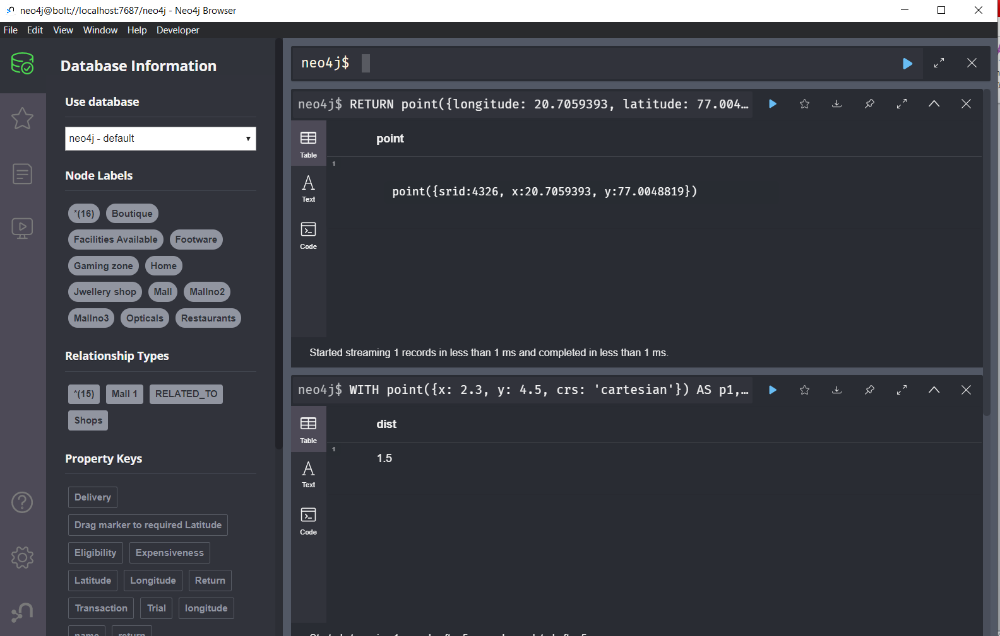 neo4j@bolt://localhost:7687/neo4j - Neo4j Browser
File Edit View Window Help Developer
Database Information
Use database
neo4j - default
Node Labels
*(16) Boutique
Facilities Available Footware
Gaming zone Home
Jwellery shop Mall Mallno2
Mallno3 Opticals Restaurants
Relationship Types
*(15) Mall 1 RELATED_TO
Shops
Property Keys
Delivery
Drag marker to required Latitude
Eligibility Expensiveness
Latitude Longitude Return
Transaction Trial longitude
name return
neo4j$
neo4j$ RETURN point({longitude: 20.7059393, latitude: 77.004…
Table
Text
Code
point
1
point({srid:4326, x:20.7059393, y:77.0048819})
Started streaming 1 records in less than 1 ms and completed in less than 1 ms.
neo4j$ WITH point({x: 2.3, y: 4.5, crs: 'cartesian'}) AS p1,…
Table
Text
Code
dist
1
1.5